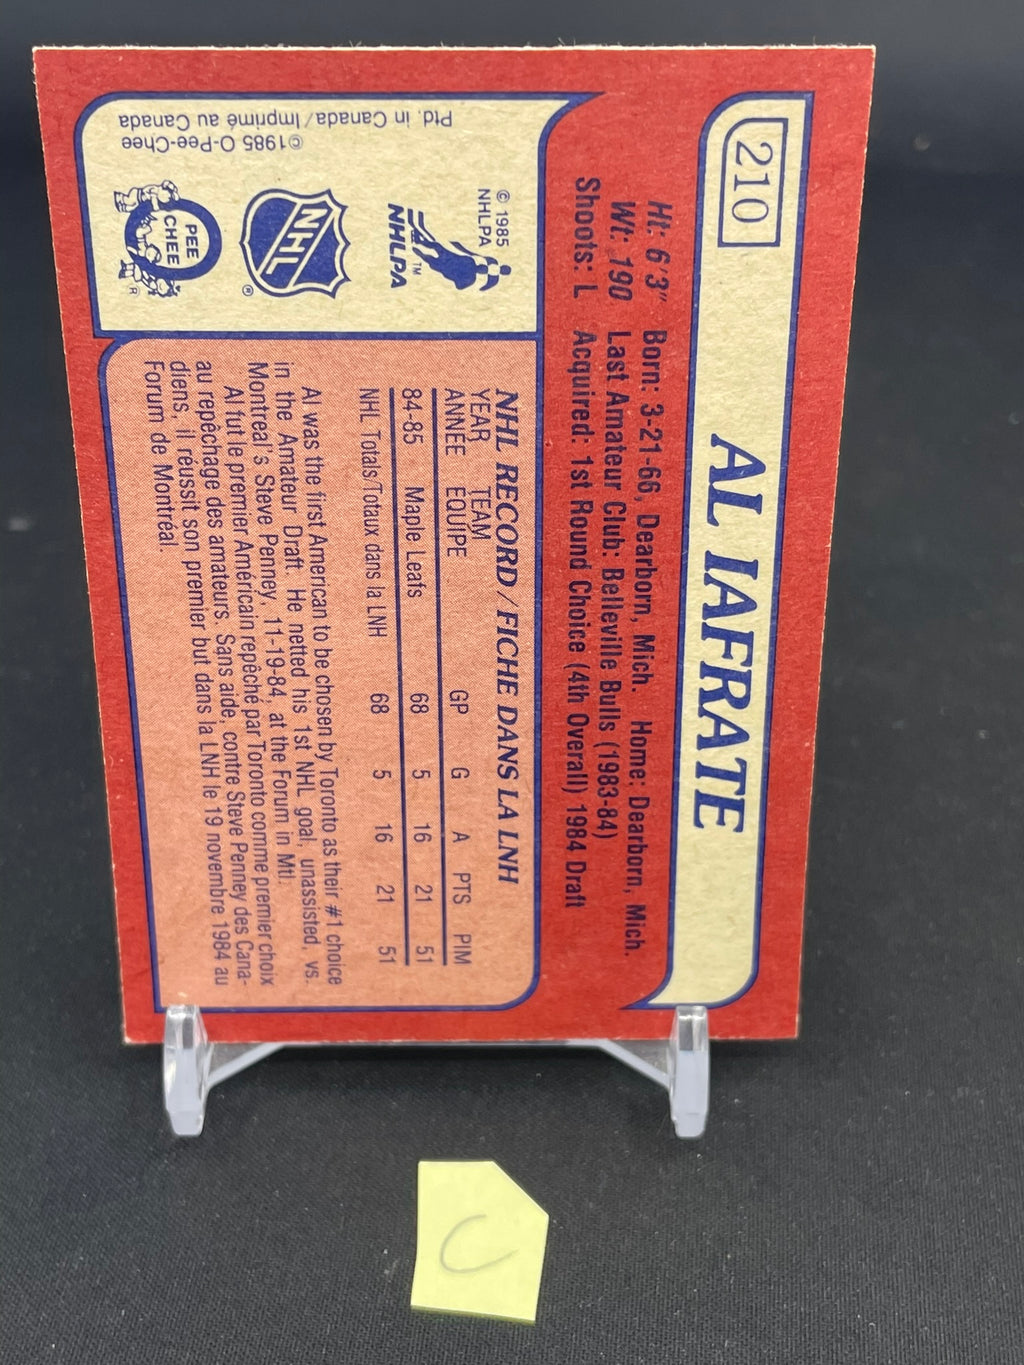 210
AL IAFRATE
Ht: 6'3" Born: 3-21-66, Dearborn, Mich. Home: Dearborn, Mich.
Wt: 190 Last Amateur Club: Belleville Bulls (1983-84)
Shoots: L Acquired: 1st Round Choice (4th Overall) 1984 Draft
© 1985
NHLPA
TM
NHLPA
NHL
®
PEE
CHEE
®
©1985 O-Pee-Chee
Ptd. in Canada/Imprimé au Canada
NHL RECORD / FICHE DANS LA LNH
YEAR TEAM
ANNEE EQUIPE GP G A PTS PIM
84-85 Maple Leafs 68 5 16 21 51
NHL Totals/Totaux dans la LNH 68 5 16 21 51
Al was the first American to be chosen by Toronto as their #1 choice
in the Amateur Draft. He netted his 1st NHL goal, unassisted, vs.
Montreal's Steve Penney, 11-19-84, at the Forum in Mtl.
Al fut le premier Américain repêché par Toronto comme premier choix
au repêchage des amateurs. Sans aide, contre Steve Penney des Cana-
diens, il réussit son premier but dans la LNH le 19 novembre 1984 au
Forum de Montréal.
C